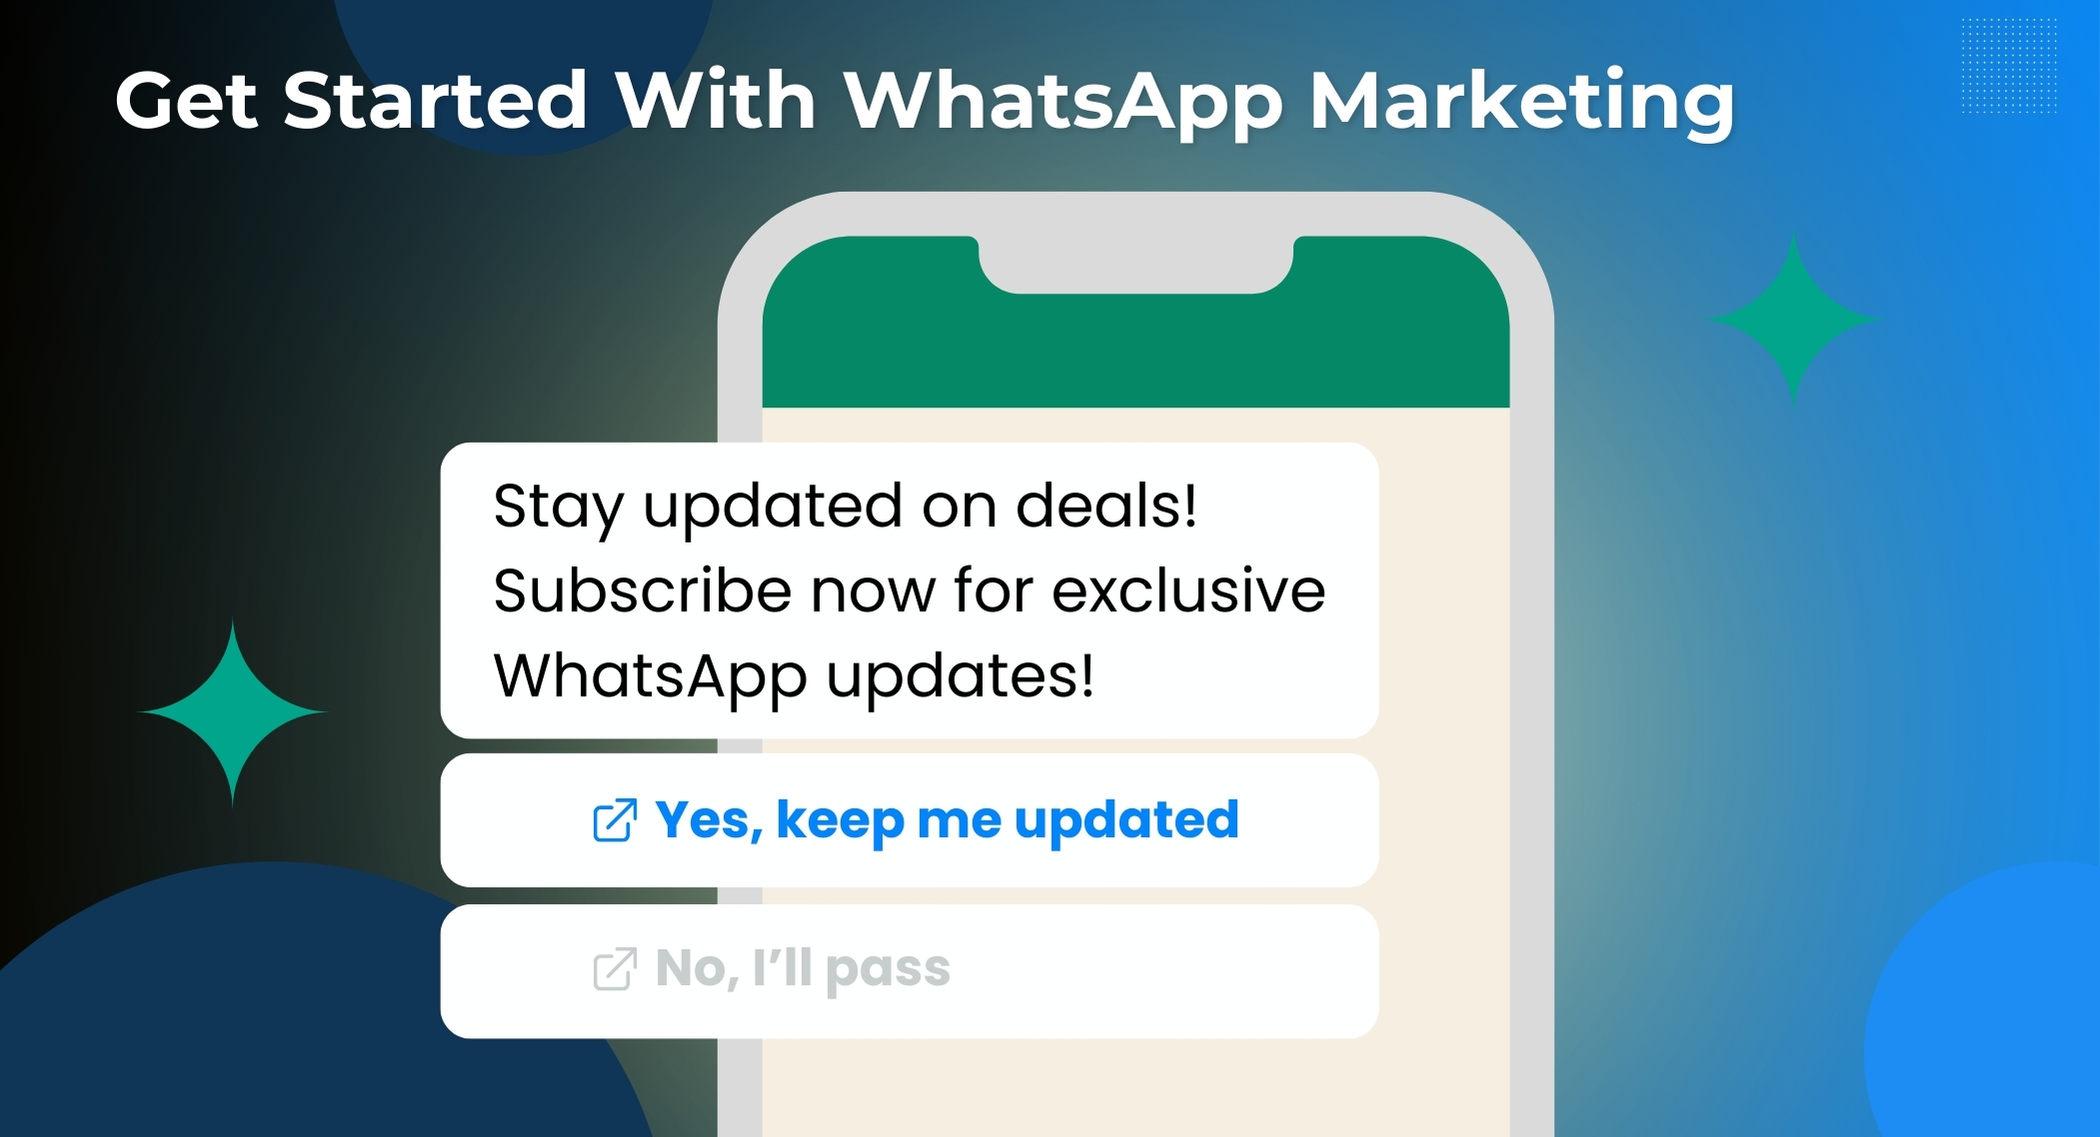 Get Started With WhatsApp Marketing
Stay updated on deals!
Subscribe now for exclusive
WhatsApp updates!
Yes, keep me updated
No, I’ll pass